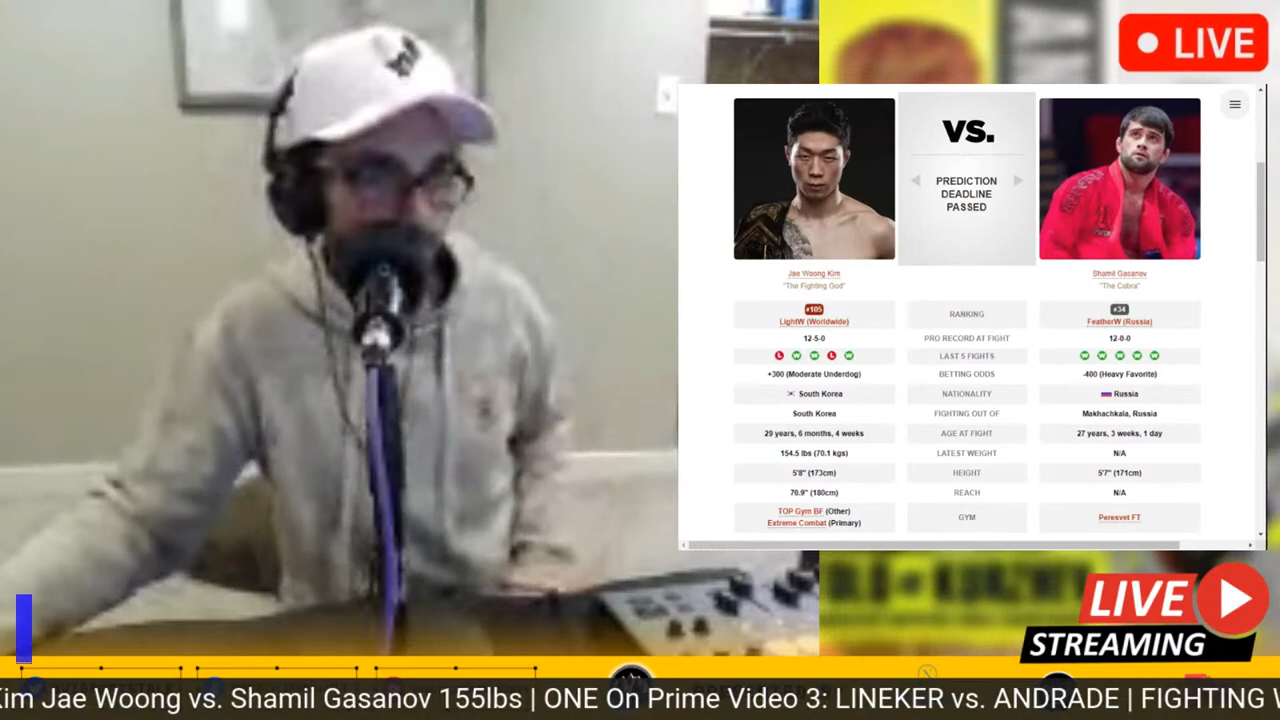 LIVE
VS.
PREDICTION
DEADLINE
PASSED
Jae Woong Kim
"The Fighting God"
Shamil Gasanov
"The Cobra"
#105
LightW (Worldwide)
RANKING
#34
FeatherW (Russia)
12-5-0
PRO RECORD AT FIGHT
12-0-0
L W W L W
LAST 5 FIGHTS
W W W W W
+300 (Moderate Underdog)
BETTING ODDS
-400 (Heavy Favorite)
South Korea
NATIONALITY
Russia
South Korea
FIGHTING OUT OF
Makhachkala, Russia
29 years, 6 months, 4 weeks
AGE AT FIGHT
27 years, 3 weeks, 1 day
154.5 lbs (70.1 kgs)
LATEST WEIGHT
N/A
5'8" (173cm)
HEIGHT
5'7" (171cm)
70.9" (180cm)
REACH
N/A
TOP Gym BF (Other)
Extreme Combat (Primary)
GYM
Peresvet FT
LIVE
STREAMING
Kim Jae Woong vs. Shamil Gasanov 155lbs | ONE On Prime Video 3: LINEKER vs. ANDRADE | FIGHTING